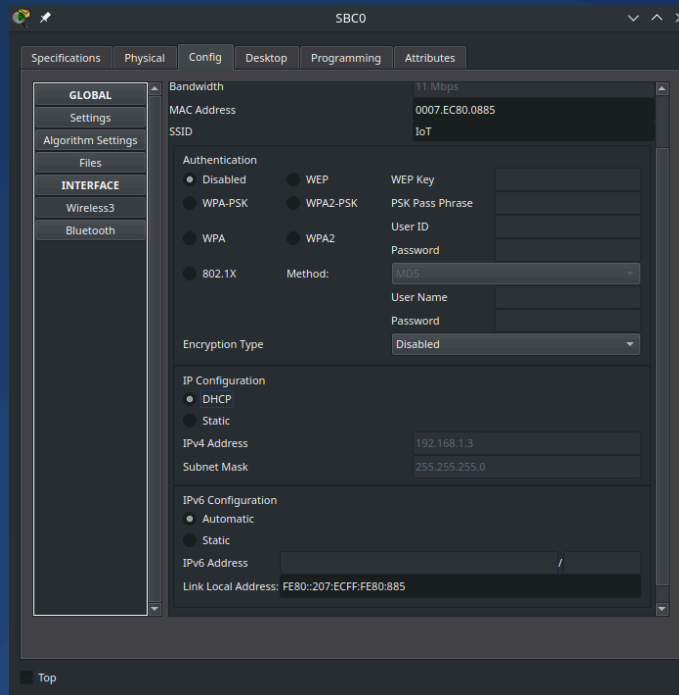 SBC0
Specifications Physical Config Desktop Programming Attributes
GLOBAL
Settings
Algorithm Settings
Files
INTERFACE
Wireless3
Bluetooth
Bandwidth 11 Mbps
MAC Address 0007.EC80.0885
SSID IoT
Authentication
Disabled WEP WEP Key
WPA-PSK WPA2-PSK PSK Pass Phrase
User ID
WPA WPA2
Password
802.1X Method: MD5
User Name
Password
Encryption Type Disabled
IP Configuration
DHCP
Static
IPv4 Address 192.168.1.3
Subnet Mask 255.255.255.0
IPv6 Configuration
Automatic
Static
IPv6 Address /
Link Local Address: FE80::207:ECFF:FE80:885
Top